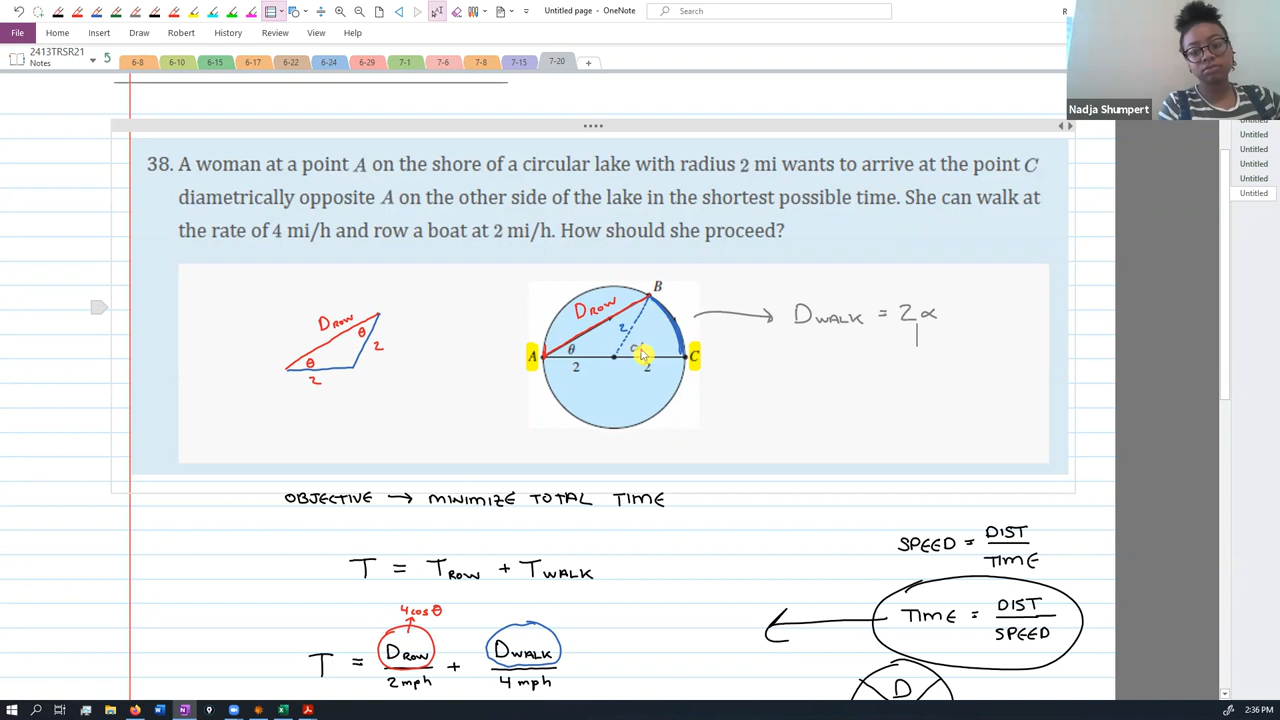 Untitled page - OneNote
Search
File
Home
Insert
Draw
Robert
History
Review
View
Help
2413TRSR21
Notes
6-8
6-10
6-15
6-17
6-22
6-24
6-29
7-1
7-6
7-8
7-15
7-20
Nadja Shumpert
Untitled
Untitled
Untitled
Untitled
Untitled
38. A woman at a point A on the shore of a circular lake with radius 2 mi wants to arrive at the point C
diametrically opposite A on the other side of the lake in the shortest possible time. She can walk at
the rate of 4 mi/h and row a boat at 2 mi/h. How should she proceed?
DROW
θ
θ
2
2
B
DROW
2
A
θ
C
2
2
DWALK = 2α
OBJECTIVE → MINIMIZE TOTAL TIME
SPEED = DIST
TIME
T = TROW + TWALK
TIME = DIST
SPEED
4cos θ
T = DROW + DWALK
2mph
4mph
D
2:36 PM